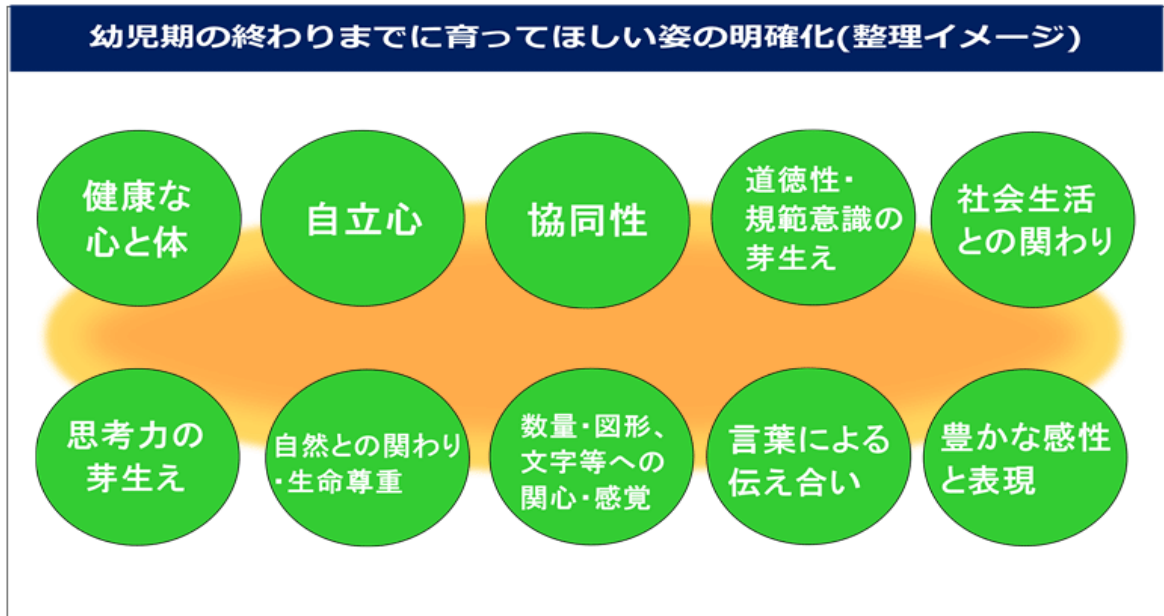 幼児期の終わりまでに育ってほしい姿の明確化(整理イメージ)
健康な
心と体
自立心
協同性
道徳性・
規範意識の
芽生え
社会生活
との関わり
思考力の
芽生え
自然との関わり
・生命尊重
数量・図形、
文字等への
関心・感覚
言葉による
伝え合い
豊かな感性
と表現